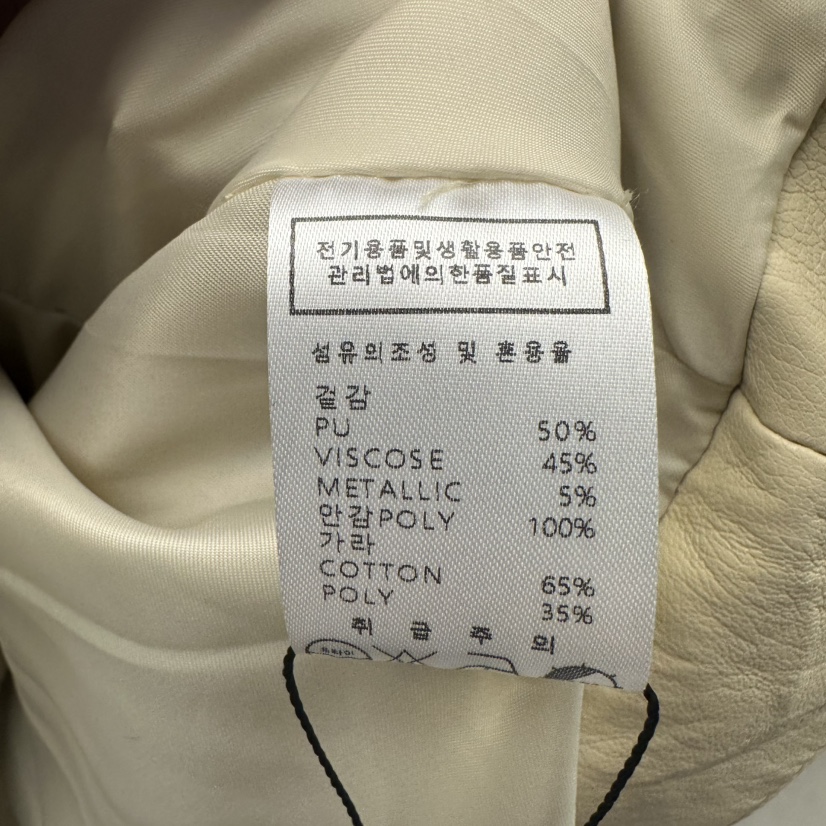 전기용품및생활용품안전
관리법에의한품질표시
섬유의조성 및 혼용율
겉감
PU 50%
VISCOSE 45%
METALLIC 5%
안감POLY 100%
가라
COTTON 65%
POLY 35%
취 급 주 의